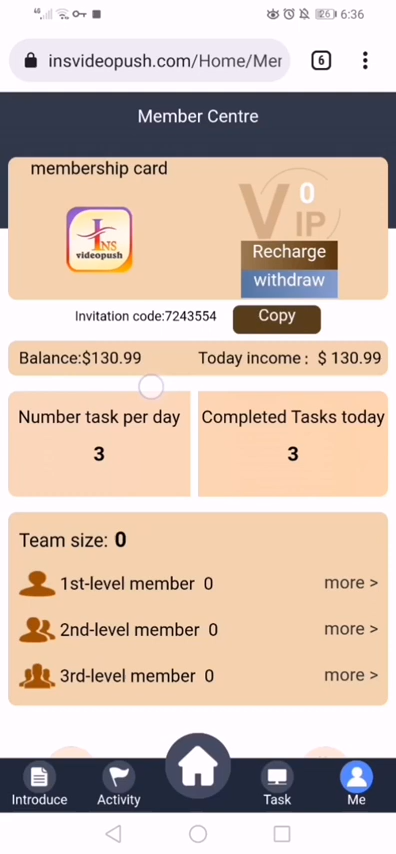 4G 26 6:36
insvideopush.com/Home/Mer 6
Member Centre
membership card
0
VIP
INS
videopush
Recharge
withdraw
Invitation code:7243554 Copy
Balance:$130.99 Today income: $ 130.99
Number task per day Completed Tasks today
3 3
Team size: 0
1st-level member 0 more >
2nd-level member 0 more >
3rd-level member 0 more >
Introduce Activity Task Me